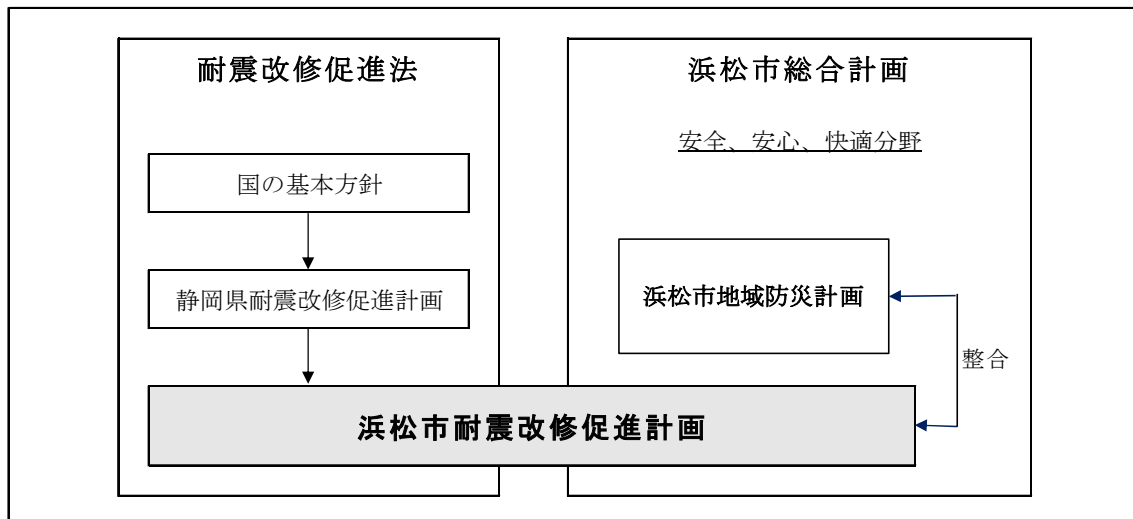 耐震改修促進法
国の基本方針
静岡県耐震改修促進計画
浜松市総合計画
安全、安心、快適分野
浜松市地域防災計画
整合
浜松市耐震改修促進計画